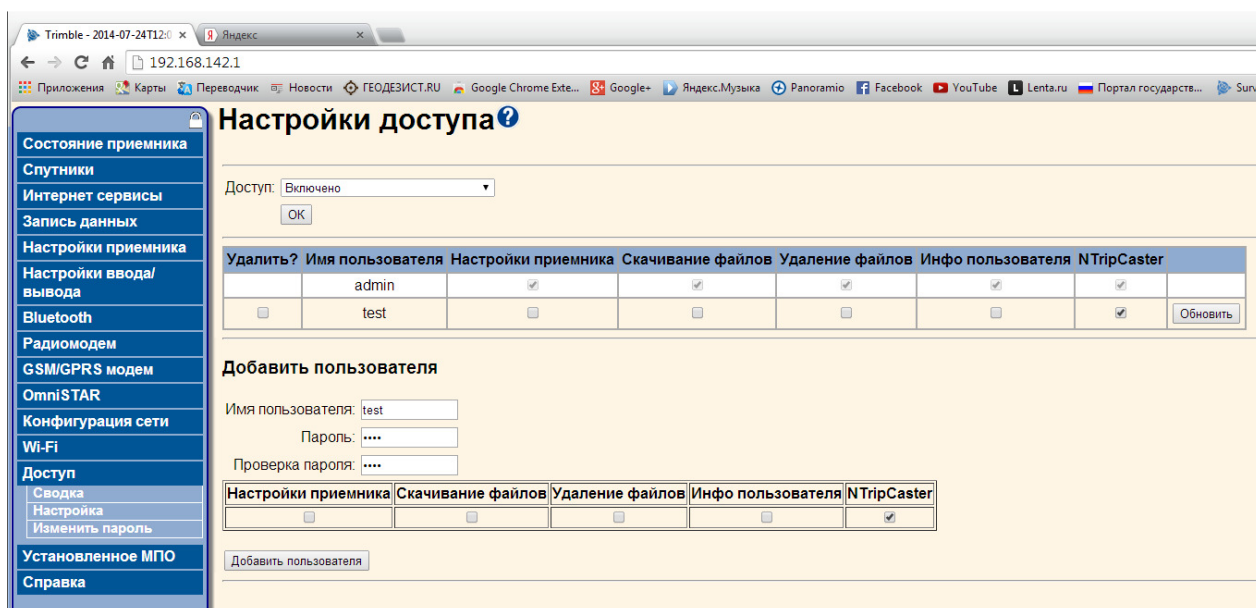 Trimble - 2014-07-24T12:0
Яндекс
192.168.142.1
Приложения Карты Переводчик Новости ГЕОДЕЗИСТ.RU Google Chrome Exte... Google+ Яндекс.Музыка Panoramio Facebook YouTube Lenta.ru Портал государств... Surv
Настройки доступа
Состояние приемника
Спутники
Интернет сервисы
Запись данных
Настройки приемника
Настройки ввода/
вывода
Bluetooth
Радиомодем
GSM/GPRS модем
OmniSTAR
Конфигурация сети
Wi-Fi
Доступ
Сводка
Настройка
Изменить пароль
Установленное МПО
Справка
Доступ: Включено
OK
Удалить? Имя пользователя Настройки приемника Скачивание файлов Удаление файлов Инфо пользователя NTripCaster
admin
test Обновить
Добавить пользователя
Имя пользователя: test
Пароль: ••••
Проверка пароля: ••••
Настройки приемника Скачивание файлов Удаление файлов Инфо пользователя NTripCaster
Добавить пользователя